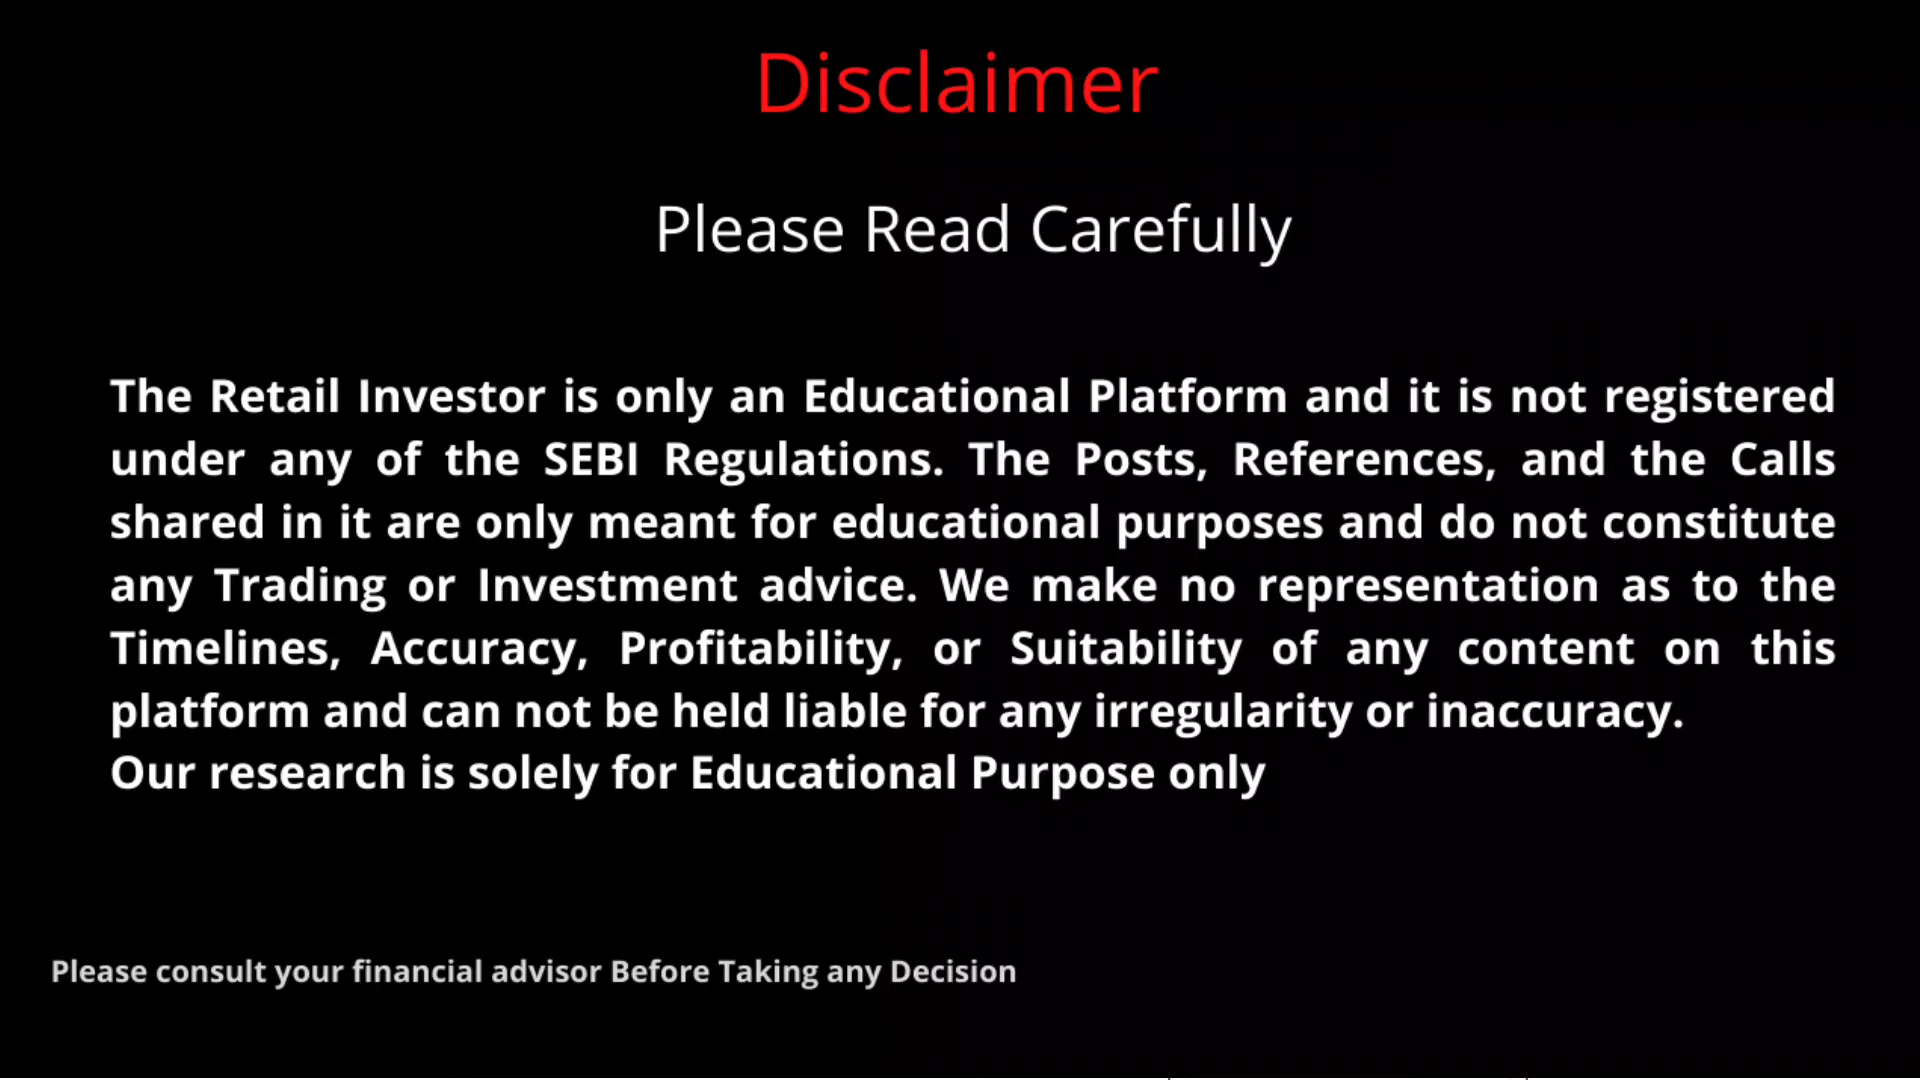 Disclaimer
Please Read Carefully
The Retail Investor is only an Educational Platform and it is not registered
under any of the SEBI Regulations. The Posts, References, and the Calls
shared in it are only meant for educational purposes and do not constitute
any Trading or Investment advice. We make no representation as to the
Timelines, Accuracy, Profitability, or Suitability of any content on this
platform and can not be held liable for any irregularity or inaccuracy.
Our research is solely for Educational Purpose only
Please consult your financial advisor Before Taking any Decision